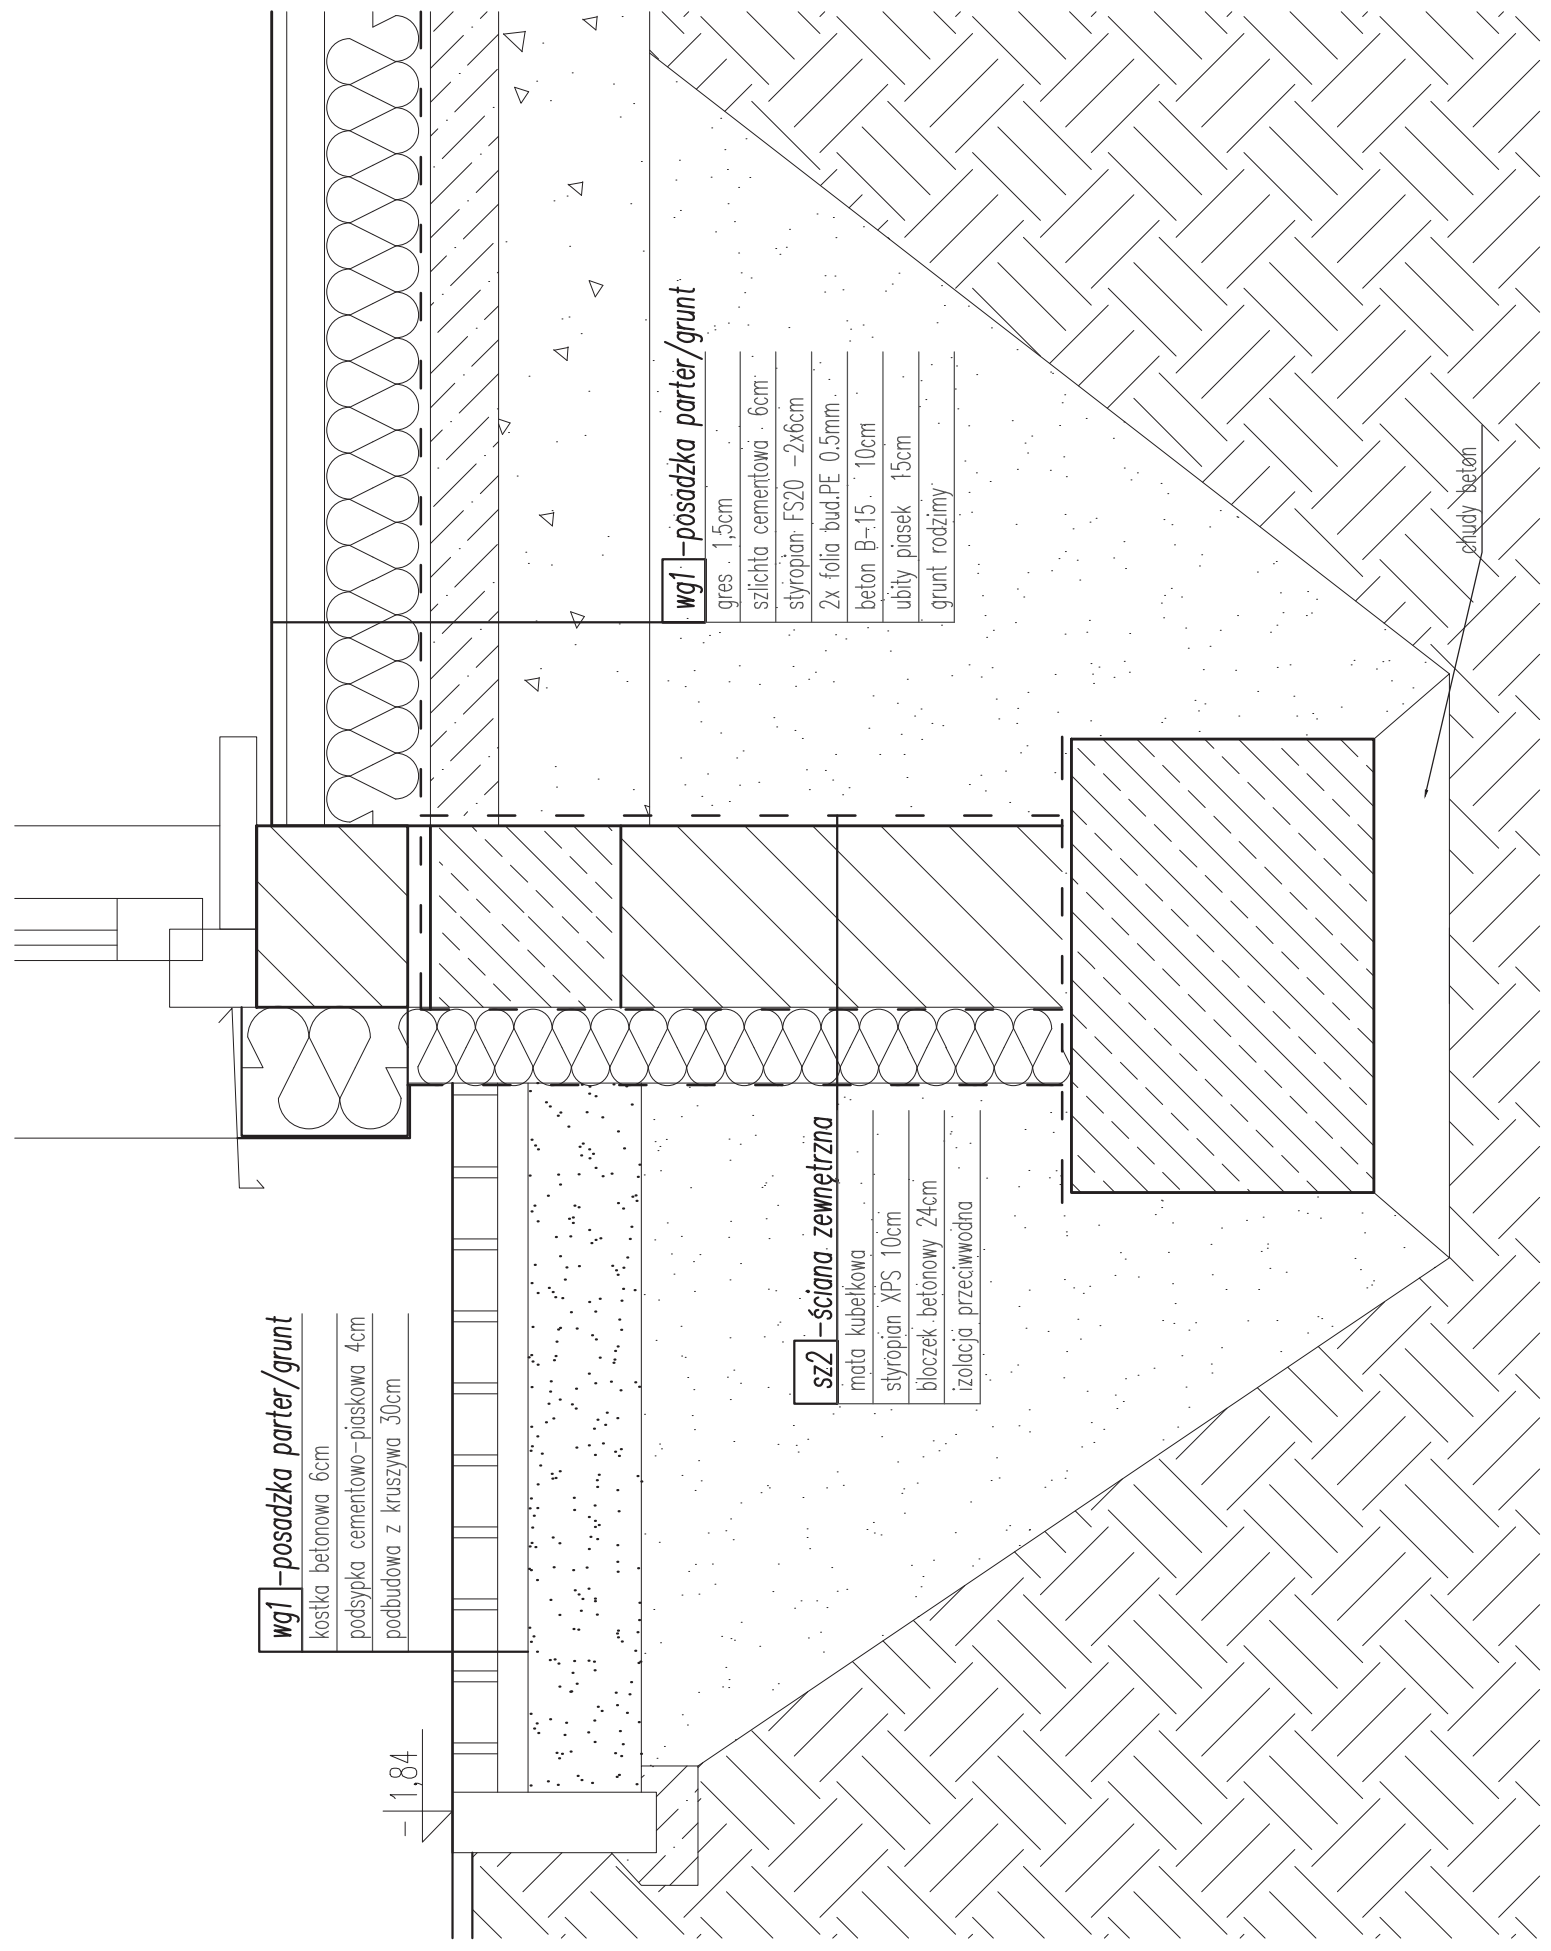 wg1 -posadzka parter/grunt
kostka betonowa 6cm
podsypka cementowo-piaskowa 4cm
podbudowa z kruszywa 30cm
- 1,84
wg1 -posadzka parter/grunt
gres 1,5cm
szlichta cementowa 6cm
styropian FS20 -2x6cm
2x folia bud.PE 0.5mm
beton B-15 10cm
ubity piasek 15cm
grunt rodzimy
sz2 -ściana zewnętrzna
mata kubełkowa
styropian XPS 10cm
bloczek betonowy 24cm
izolacja przeciwwodna
chudy beton